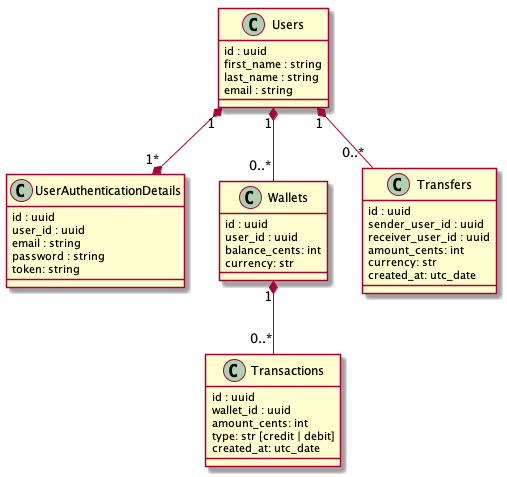 C Users
id : uuid
first_name : string
last_name : string
email : string
1 1 1
1* 0..* 0..*
C UserAuthenticationDetails
id : uuid
user_id : uuid
email : string
password : string
token: string
C Wallets
id : uuid
user_id : uuid
balance_cents: int
currency: str
C Transfers
id : uuid
sender_user_id : uuid
receiver_user_id : uuid
amount_cents: int
currency: str
created_at: utc_date
1
0..*
C Transactions
id : uuid
wallet_id : uuid
amount_cents: int
type: str [credit | debit]
created_at: utc_date